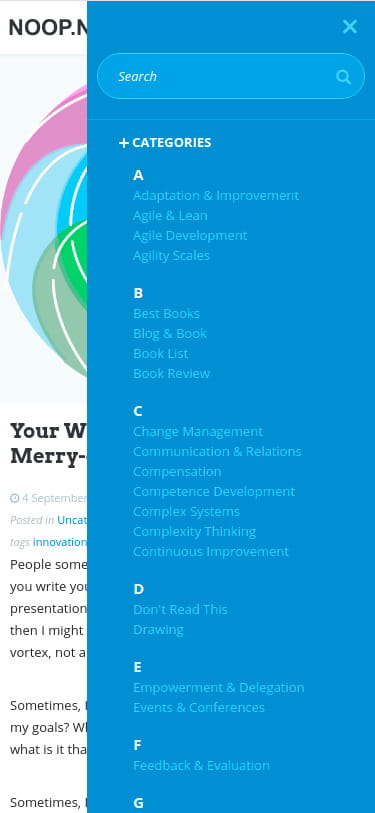 NOOP.N
Search
+ CATEGORIES
A
Adaptation & Improvement
Agile & Lean
Agile Development
Agility Scales
B
Best Books
Blog & Book
Book List
Book Review
C
Change Management
Communication & Relations
Compensation
Competence Development
Complex Systems
Complexity Thinking
Continuous Improvement
D
Don't Read This
Drawing
E
Empowerment & Delegation
Events & Conferences
F
Feedback & Evaluation
G
Your W
Merry-
4 September
Posted in Uncat
tags innovation
People some
you write you
presentation
then I might
vortex, not a
Sometimes, I
my goals? Wh
what is it tha
Sometimes, I